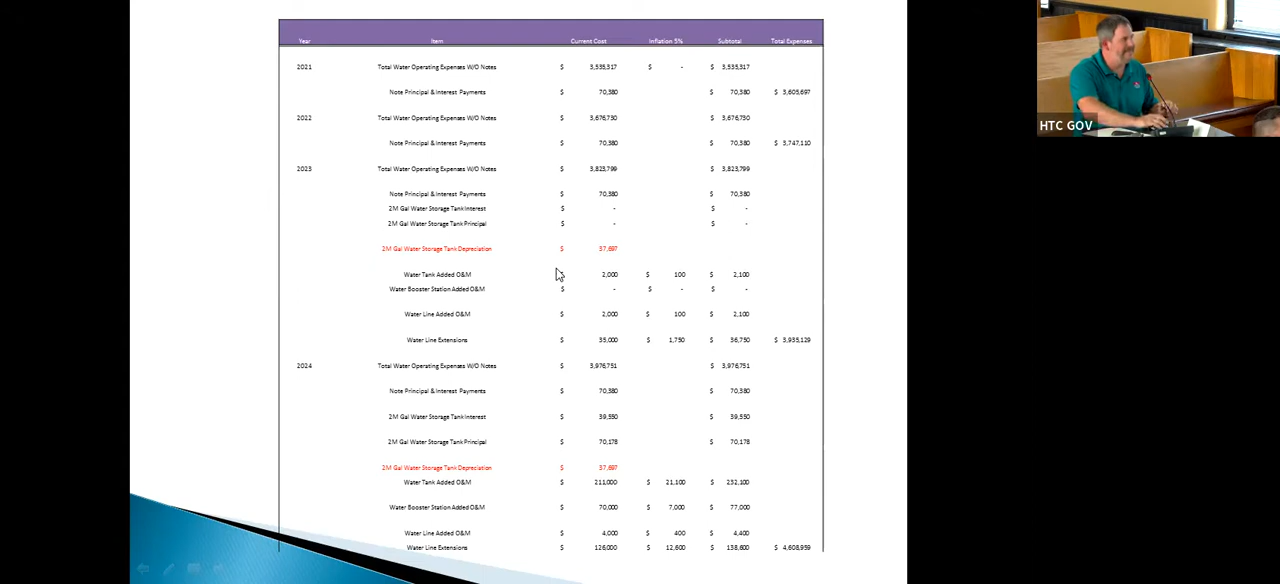 Year Item Current Cost Inflation 5% Subtotal Total Expenses
2021 Total Water Operating Expenses W/O Notes $ 3,535,317 $ - $ 3,535,317
Note Principal & Interest Payments $ 70,380 $ 70,380 $ 3,605,697
2022 Total Water Operating Expenses W/O Notes $ 3,676,730 $ 3,676,730
Note Principal & Interest Payments $ 70,380 $ 70,380 $ 3,747,110
2023 Total Water Operating Expenses W/O Notes $ 3,823,799 $ 3,823,799
Note Principal & Interest Payments $ 70,380 $ 70,380
2M Gal Water Storage Tank Interest $ - $ -
2M Gal Water Storage Tank Principal $ - $ -
2M Gal Water Storage Tank Depreciation $ 37,697
Water Tank Added O&M $ 2,000 $ 100 $ 2,100
Water Booster Station Added O&M $ - $ - $ -
Water Line Added O&M $ 2,000 $ 100 $ 2,100
Water Line Extensions $ 35,000 $ 1,750 $ 36,750 $ 3,935,129
2024 Total Water Operating Expenses W/O Notes $ 3,976,751 $ 3,976,751
Note Principal & Interest Payments $ 70,380 $ 70,380
2M Gal Water Storage Tank Interest $ 39,550 $ 39,550
2M Gal Water Storage Tank Principal $ 70,178 $ 70,178
2M Gal Water Storage Tank Depreciation $ 37,697
Water Tank Added O&M $ 211,000 $ 21,100 $ 232,100
Water Booster Station Added O&M $ 70,000 $ 7,000 $ 77,000
Water Line Added O&M $ 4,000 $ 400 $ 4,400
Water Line Extensions $ 126,000 $ 12,600 $ 138,600 $ 4,608,959
HTC GOV